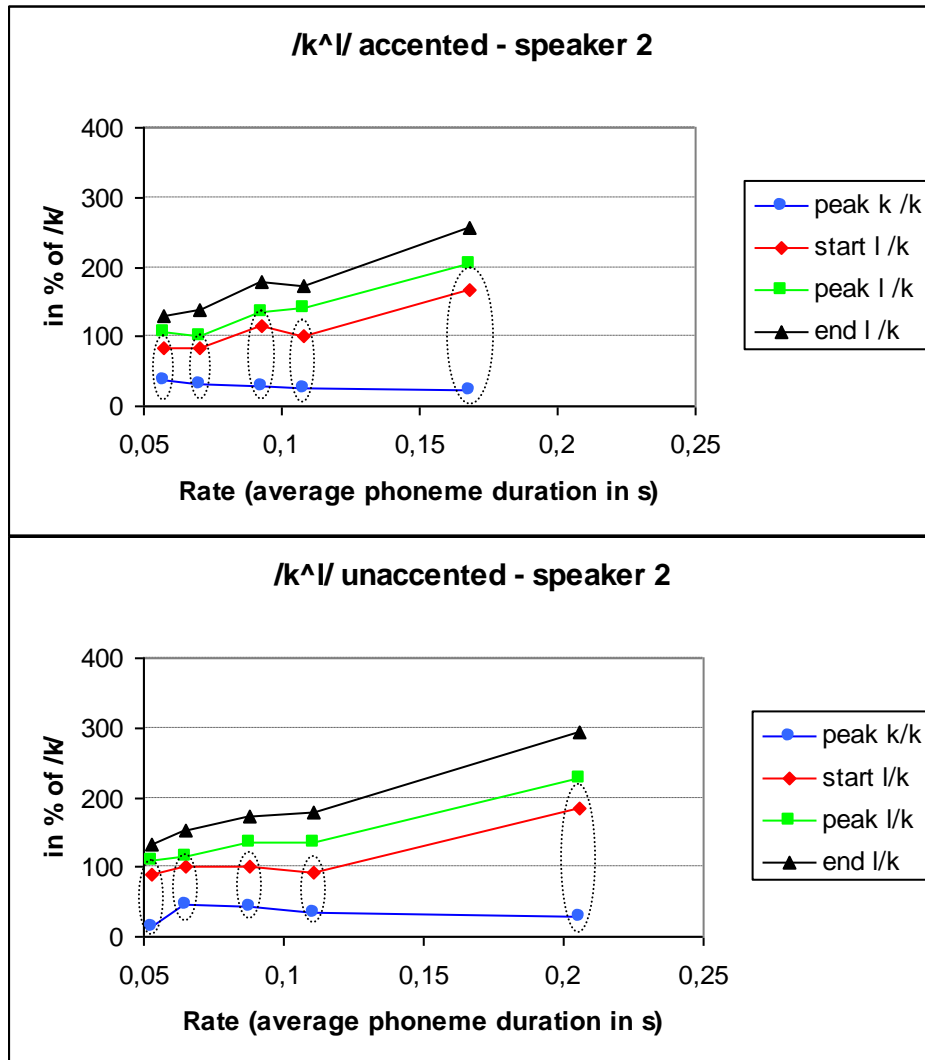 /k^l/ accented - speaker 2
400
300
200
100
0
in % of /k/
0,05 0,1 0,15 0,2 0,25
Rate (average phoneme duration in s)
peak k /k
start l /k
peak l /k
end l /k
/k^l/ unaccented - speaker 2
400
300
200
100
0
in % of /k/
0,05 0,1 0,15 0,2 0,25
Rate (average phoneme duration in s)
peak k/k
start l/k
peak l/k
end l/k